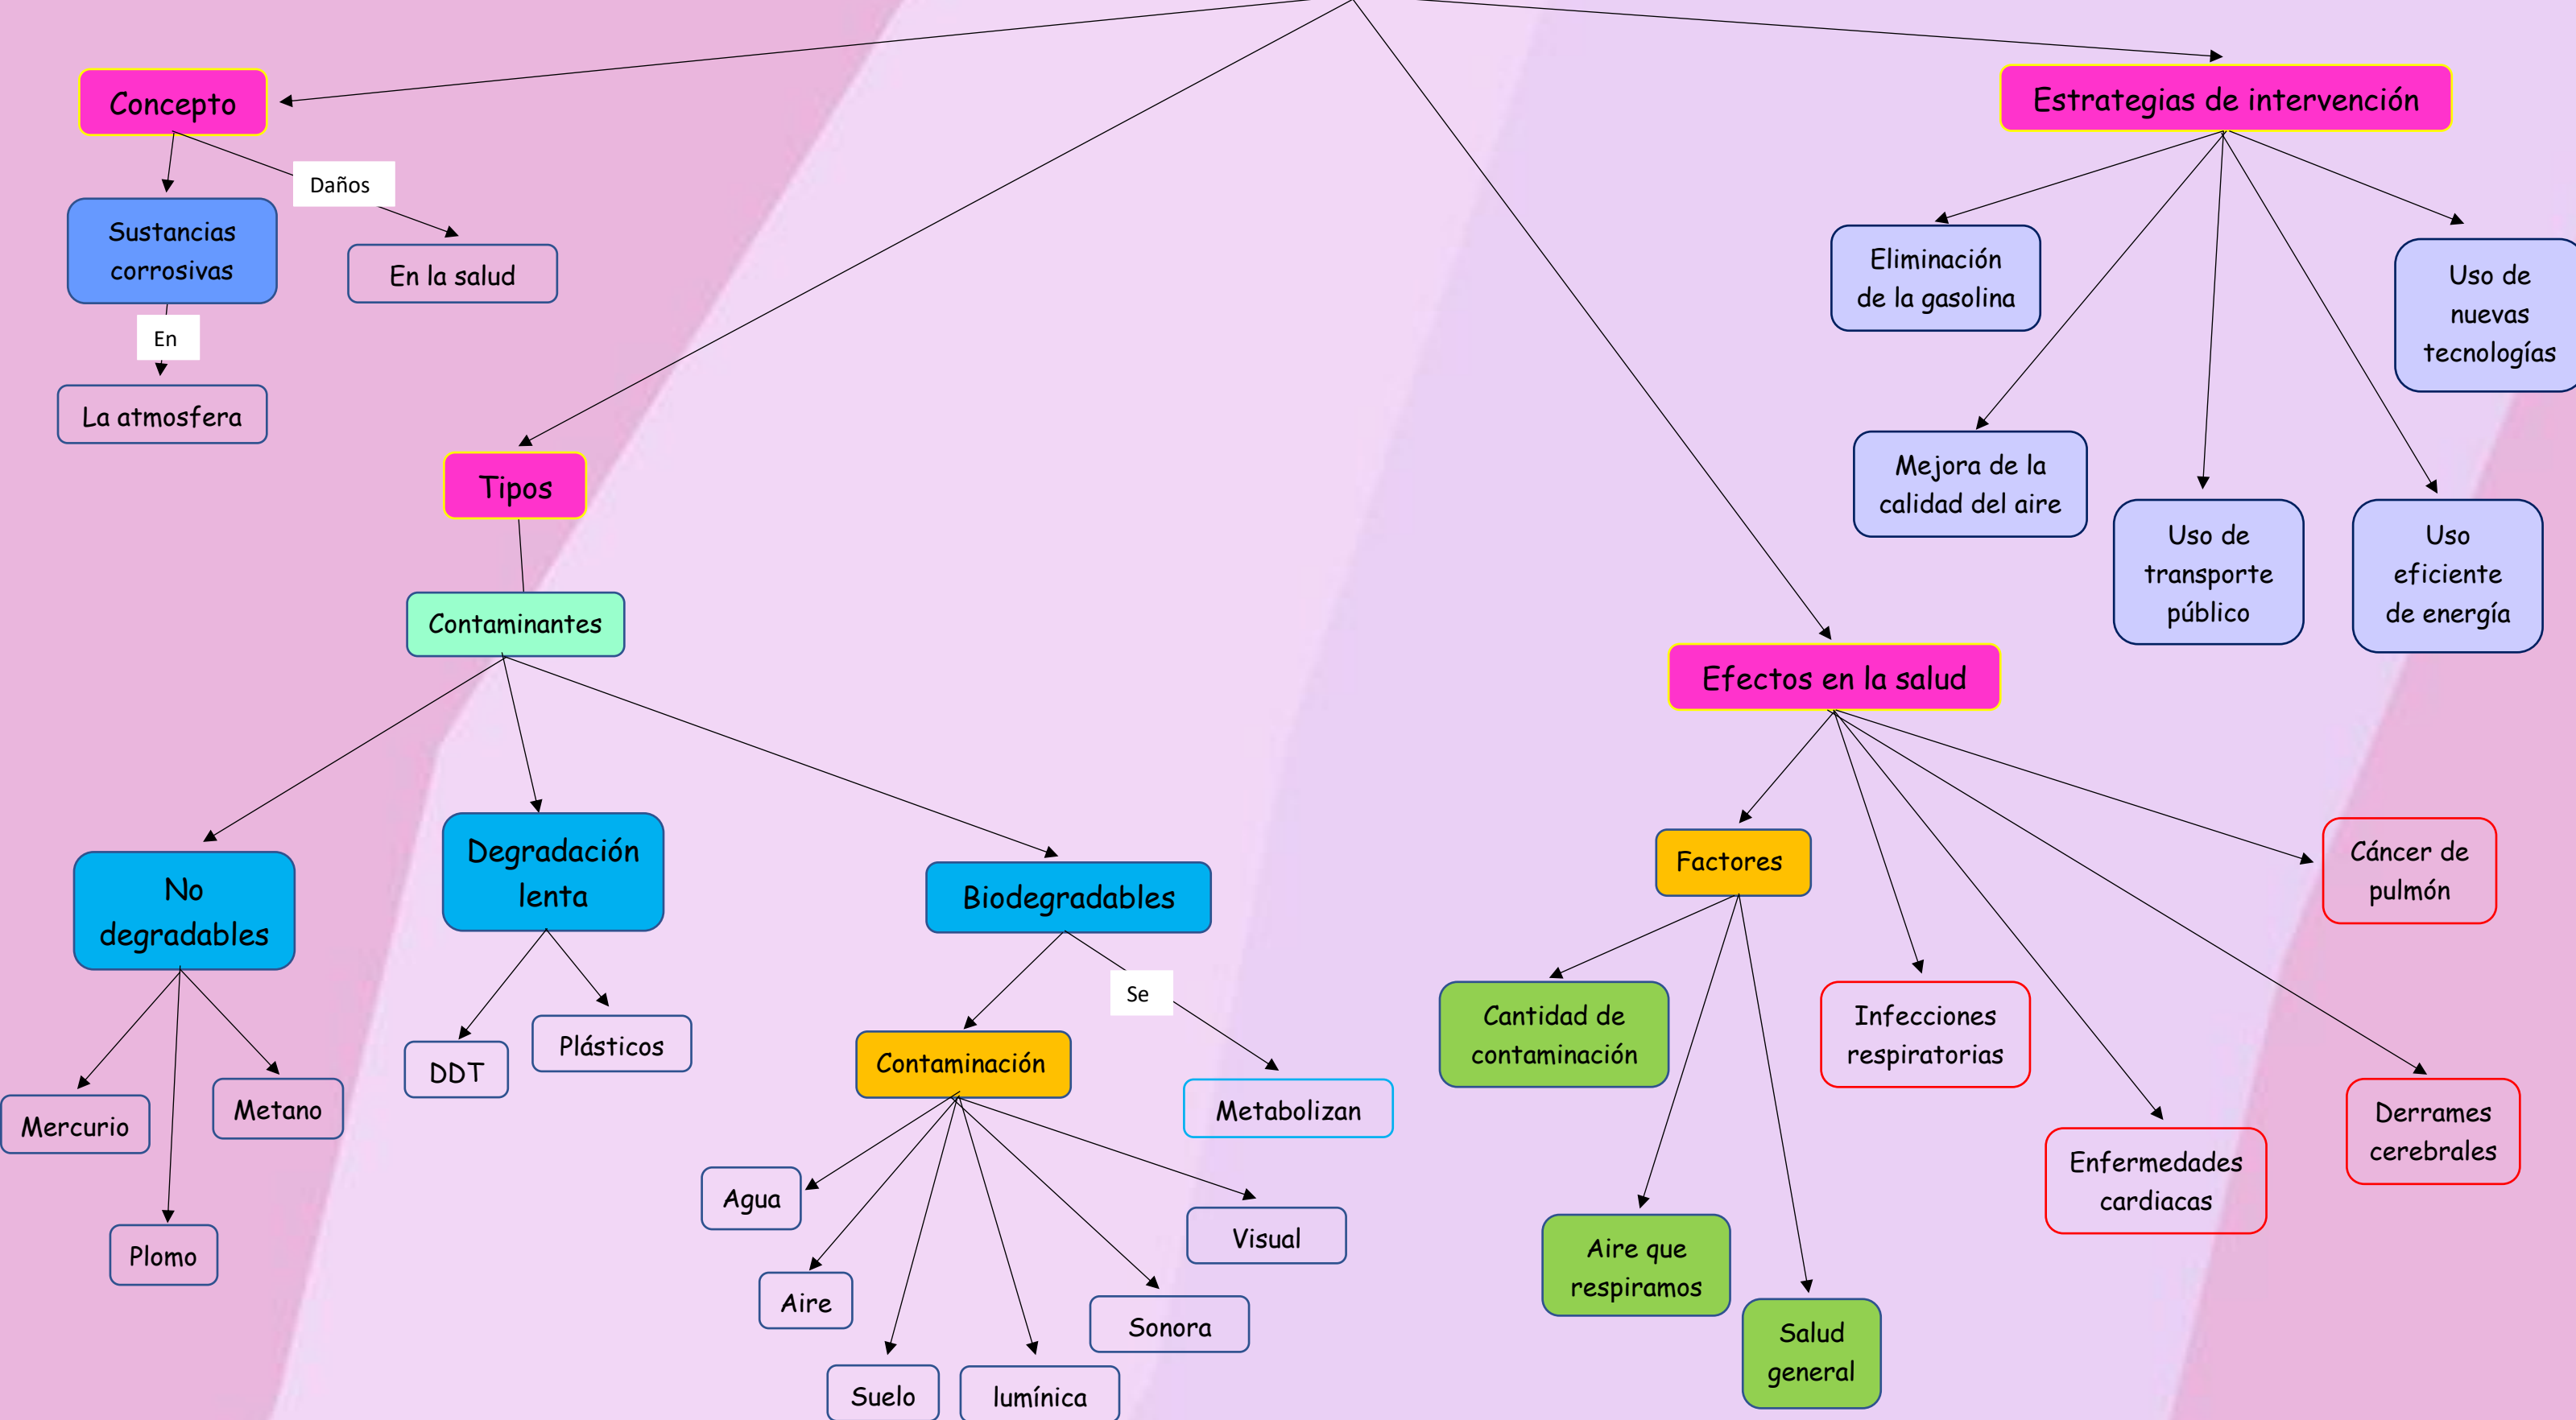 Concepto
Estrategias de intervención
Daños
Sustancias
corrosivas
En la salud
En
La atmosfera
Eliminación
de la gasolina
Uso de
nuevas
tecnologías
Mejora de la
calidad del aire
Uso de
transporte
público
Uso
eficiente
de energía
Tipos
Contaminantes
Efectos en la salud
No
degradables
Degradación
lenta
Biodegradables
Factores
Cáncer de
pulmón
Se
Mercurio
Metano
Plomo
DDT
Plásticos
Contaminación
Metabolizan
Agua
Aire
Suelo
lumínica
Sonora
Visual
Cantidad de
contaminación
Infecciones
respiratorias
Aire que
respiramos
Salud
general
Enfermedades
cardiacas
Derrames
cerebrales